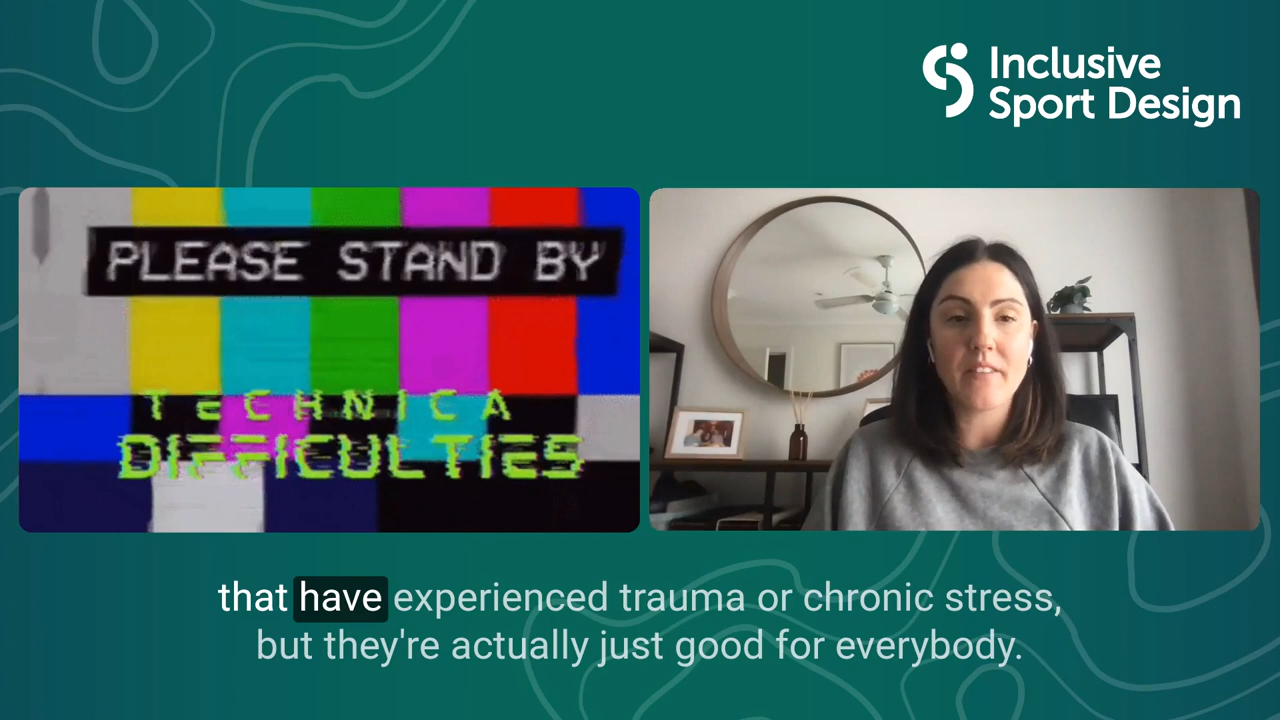 Inclusive
Sport Design
PLEASE STAND BY
TeCHNICA
DIFFICULTIES
that have experienced trauma or chronic stress,
but they're actually just good for everybody.